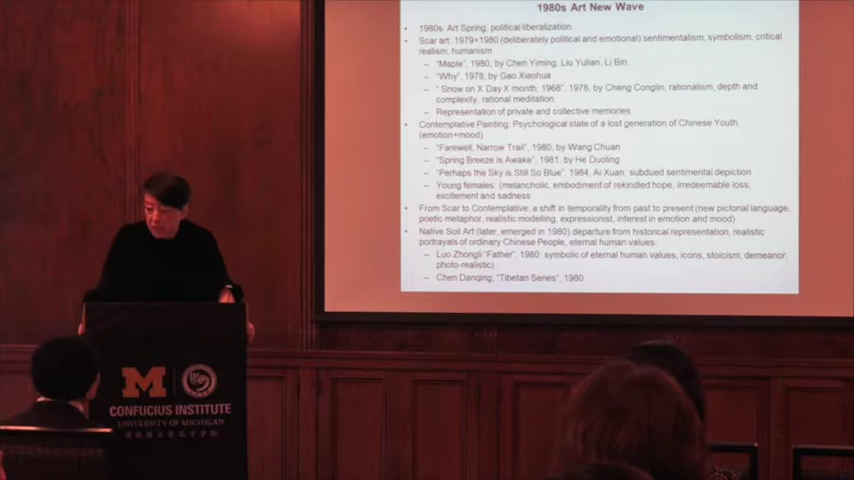 1980s Art New Wave
• 1980s: Art Spring, political liberalization.
• Scar art: 1979+1980 (deliberately political and emotional) sentimentalism, symbolism, critical
realism, humanism
– "Maple", 1980, by Chen Yiming, Liu Yulian, Li Bin.
– "Why", 1978, by Gao Xiaohua
– " Snow on X Day X month, 1968", 1978, by Cheng Conglin, rationalism, depth and
complexity, rational meditation.
– Representation of private and collective memories
• Contemplative Painting: Psychological state of a lost generation of Chinese Youth.
(emotion+mood)
– "Farewell, Narrow Trail", 1980, by Wang Chuan
– "Spring Breeze is Awake", 1981, by He Duoling
– "Perhaps the Sky is Still So Blue", 1984, Ai Xuan, subdued sentimental depiction
– Young females (melancholic, embodiment of rekindled hope, irredeemable loss,
excitement and sadness
• From Scar to Contemplative: a shift in temporality from past to present (new pictorial language,
poetic metaphor, realistic modelling, expressionist, interest in emotion and mood)
• Native Soil Art (later, emerged in 1980) departure from historical representation, realistic
portrayals of ordinary Chinese People, eternal human values
– Luo Zhongli "Father", 1980: symbolic of eternal human values, icons, stoicism, demeanor,
photo-realistic)
– Chen Danqing, "Tibetan Series", 1980
M
CONFUCIUS INSTITUTE
UNIVERSITY OF MICHIGAN